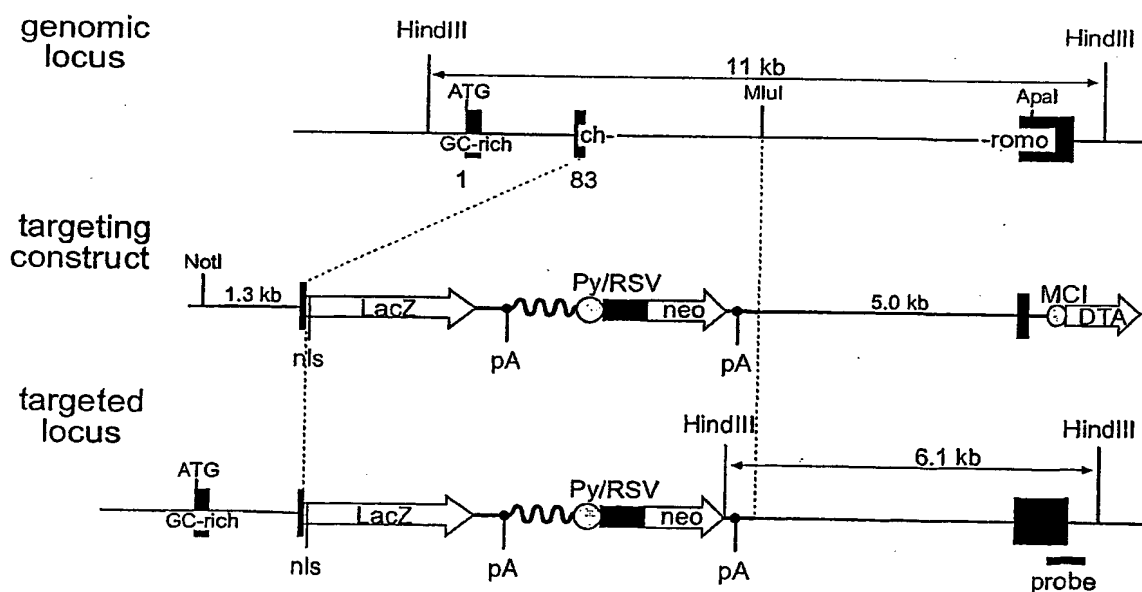 genomic locus
HindIII
HindIII
11 kb
ATG
MluI
ApaI
GC-rich
ch-
-romo
1
83
targeting construct
NotI
1.3 kb
LacZ
Py/RSV
neo
5.0 kb
MCI
DTA
nls
pA
pA
targeted locus
HindIII
HindIII
6.1 kb
ATG
GC-rich
LacZ
Py/RSV
neo
nls
pA
pA
probe